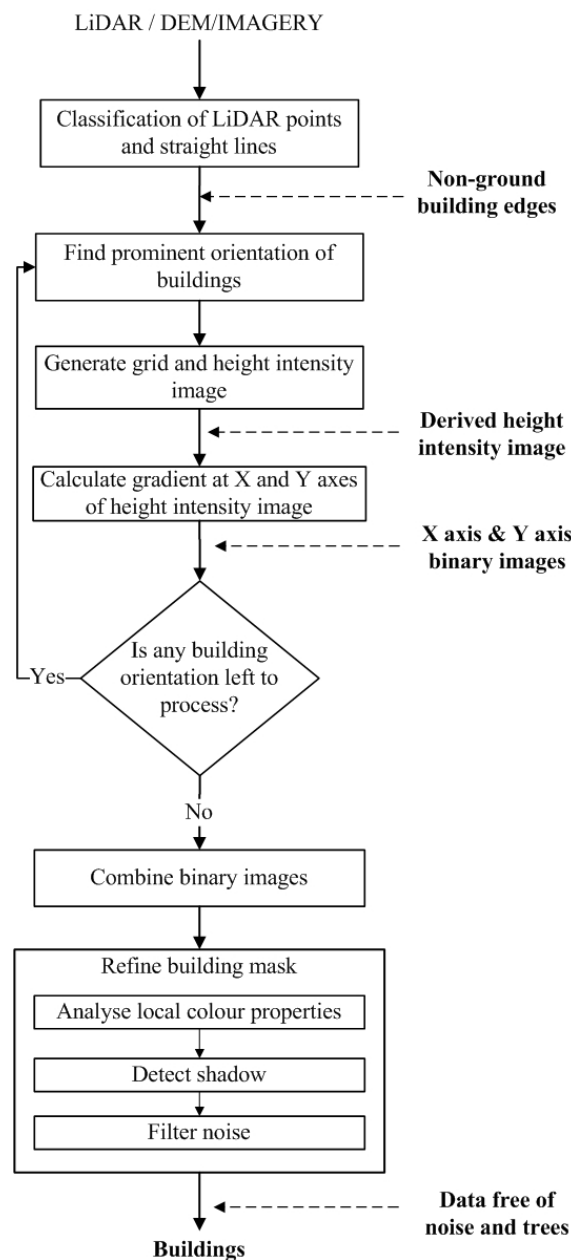 LiDAR / DEM/IMAGERY
Classification of LiDAR points
and straight lines
Non-ground
building edges
Find prominent orientation of
buildings
Generate grid and height intensity
image
Derived height
intensity image
Calculate gradient at X and Y axes
of height intensity image
X axis & Y axis
binary images
Is any building
orientation left to
process?
Yes
No
Combine binary images
Refine building mask
Analyse local colour properties
Detect shadow
Filter noise
Data free of
noise and trees
Buildings